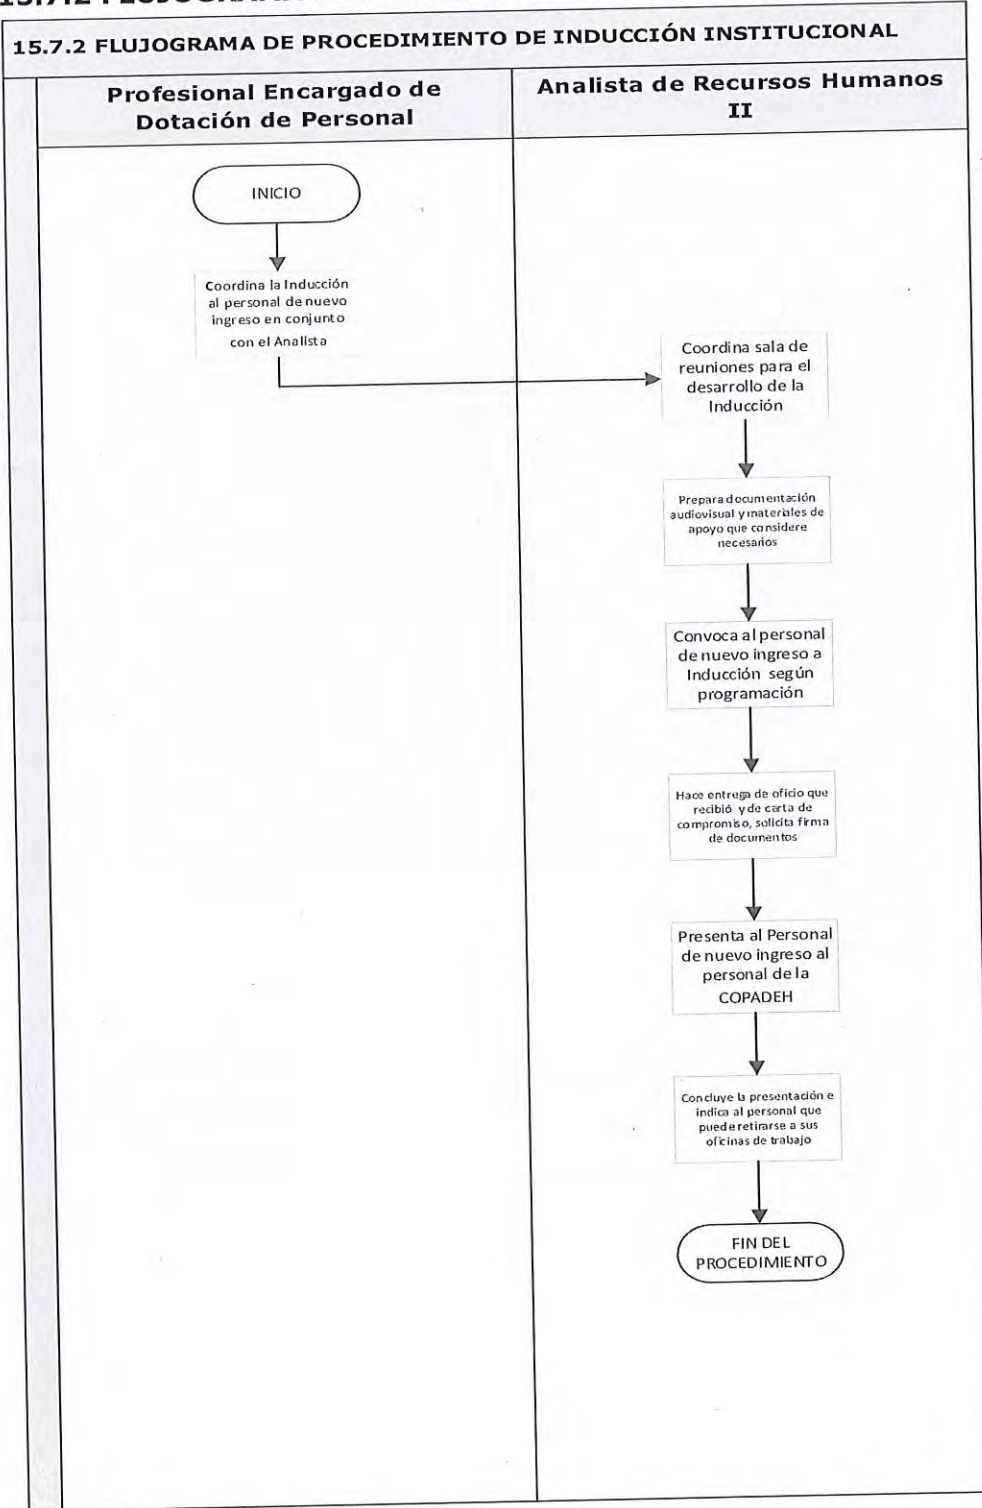 15.7.2 FLUJOGRAMA DE PROCEDIMIENTO DE INDUCCIÓN INSTITUCIONAL
Profesional Encargado de
Dotación de Personal
Analista de Recursos Humanos
II
INICIO
Coordina la Inducción
al personal de nuevo
ingreso en conjunto
con el Analista
Coordina sala de
reuniones para el
desarrollo de la
Inducción
Prepara documentación
audiovisual y materiales de
apoyo que considere
necesarios
Convoca al personal
de nuevo ingreso a
Inducción según
programación
Hace entrega de oficio que
recibió y de carta de
compromiso, solicita firma
de documentos
Presenta al Personal
de nuevo ingreso al
personal de la
COPADEH
Concluye la presentación e
indica al personal que
puede retirarse a sus
oficinas de trabajo
FIN DEL
PROCEDIMIENTO